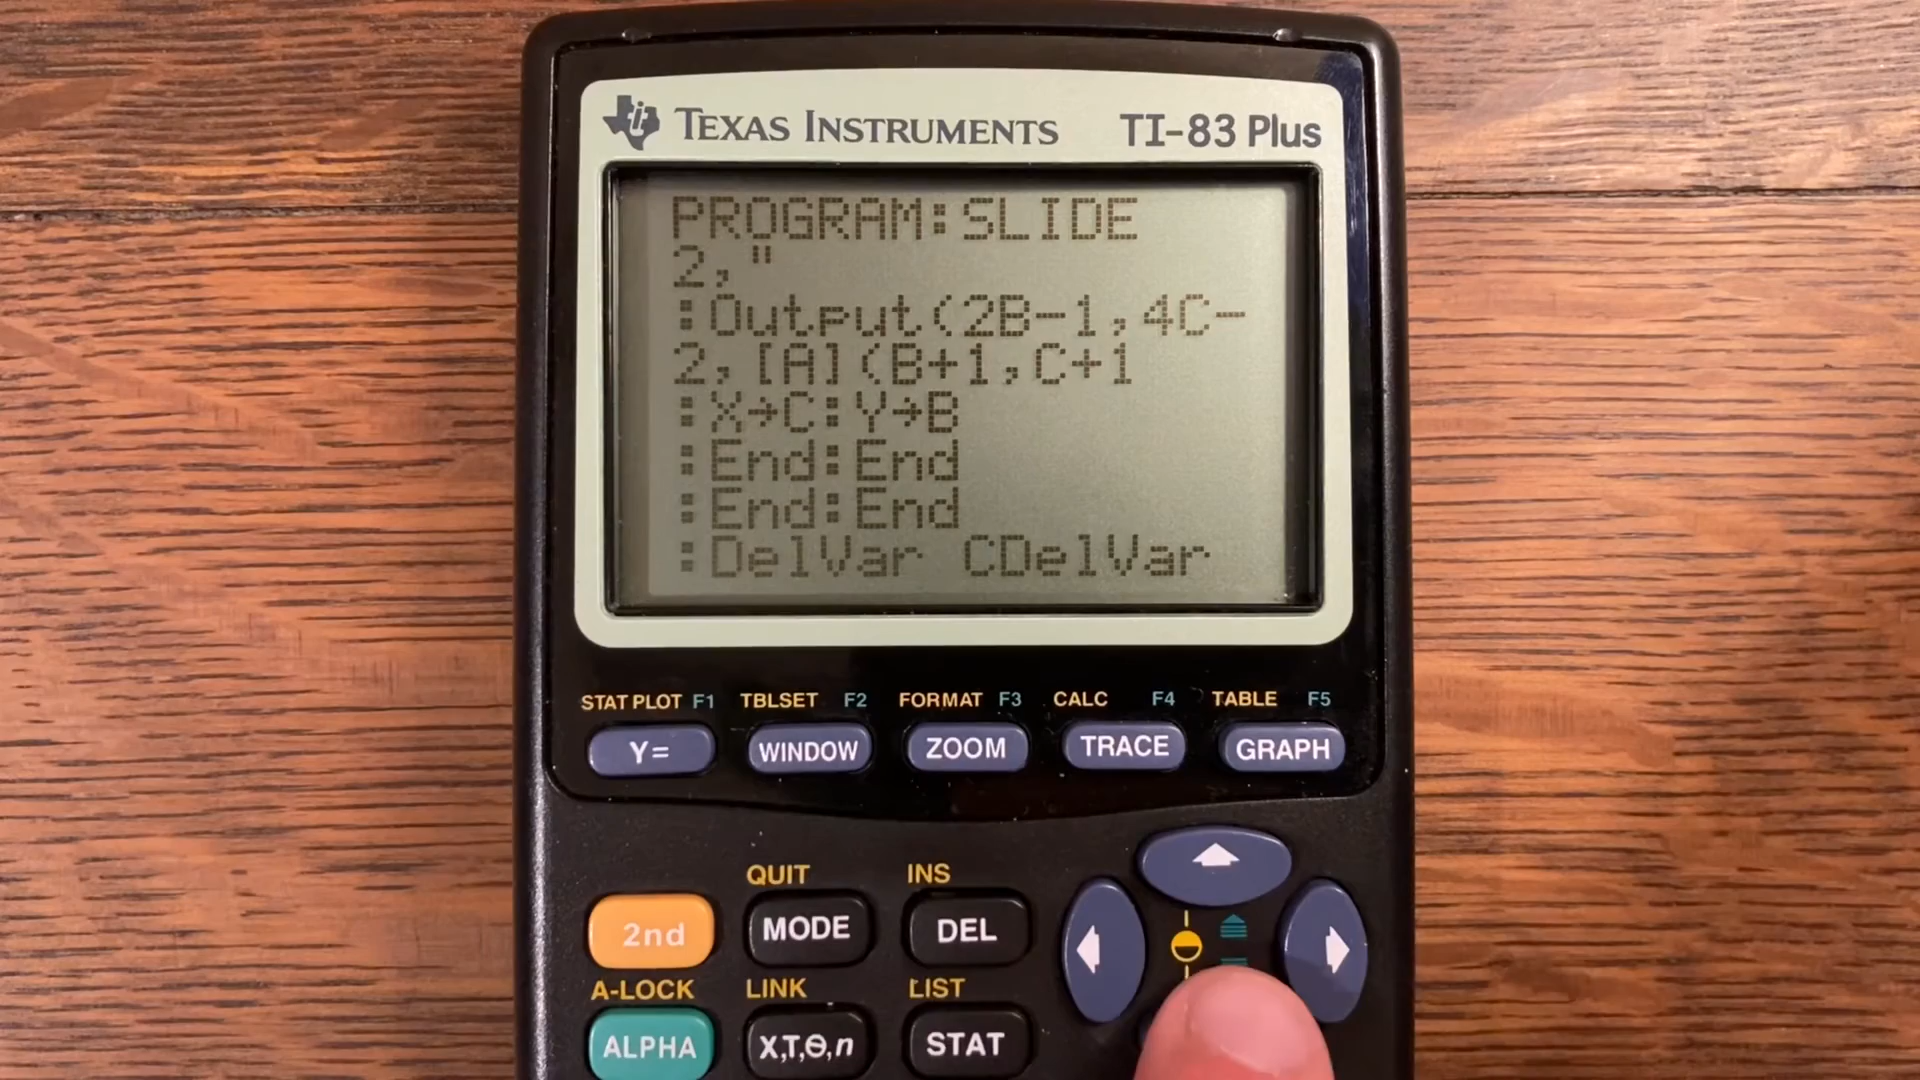 TEXAS INSTRUMENTS TI-83 Plus
PROGRAM:SLIDE
2,"
:Output(2B-1,4C-
2,[A](B+1,C+1
:X→C:Y→B
:End:End
:End:End
:DelVar CDelVar
STAT PLOT F1 TBLSET F2 FORMAT F3 CALC F4 TABLE F5
Y= WINDOW ZOOM TRACE GRAPH
QUIT INS
2nd MODE DEL
A-LOCK LINK LIST
ALPHA X,T,Θ,n STAT